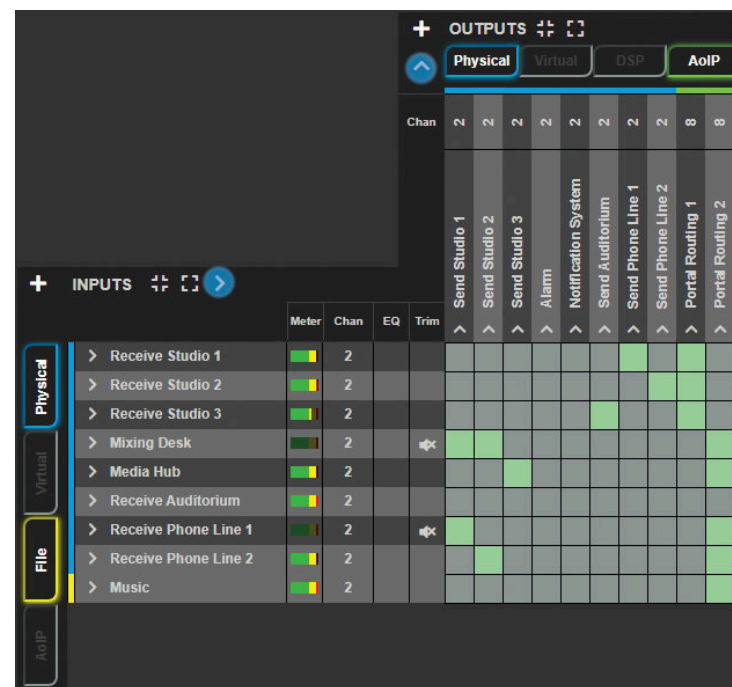 OUTPUTS
Physical Virtual DSP AoIP
Chan 2 2 2 2 2 2 2 2 8 8
Send Studio 1
Send Studio 2
Send Studio 3
Alarm
Notification System
Send Auditorium
Send Phone Line 1
Send Phone Line 2
Portal Routing 1
Portal Routing 2
INPUTS
Meter Chan EQ Trim
Physical
Virtual
File
AoIP
Receive Studio 1 2
Receive Studio 2 2
Receive Studio 3 2
Mixing Desk 2
Media Hub 2
Receive Auditorium 2
Receive Phone Line 1 2
Receive Phone Line 2 2
Music 2